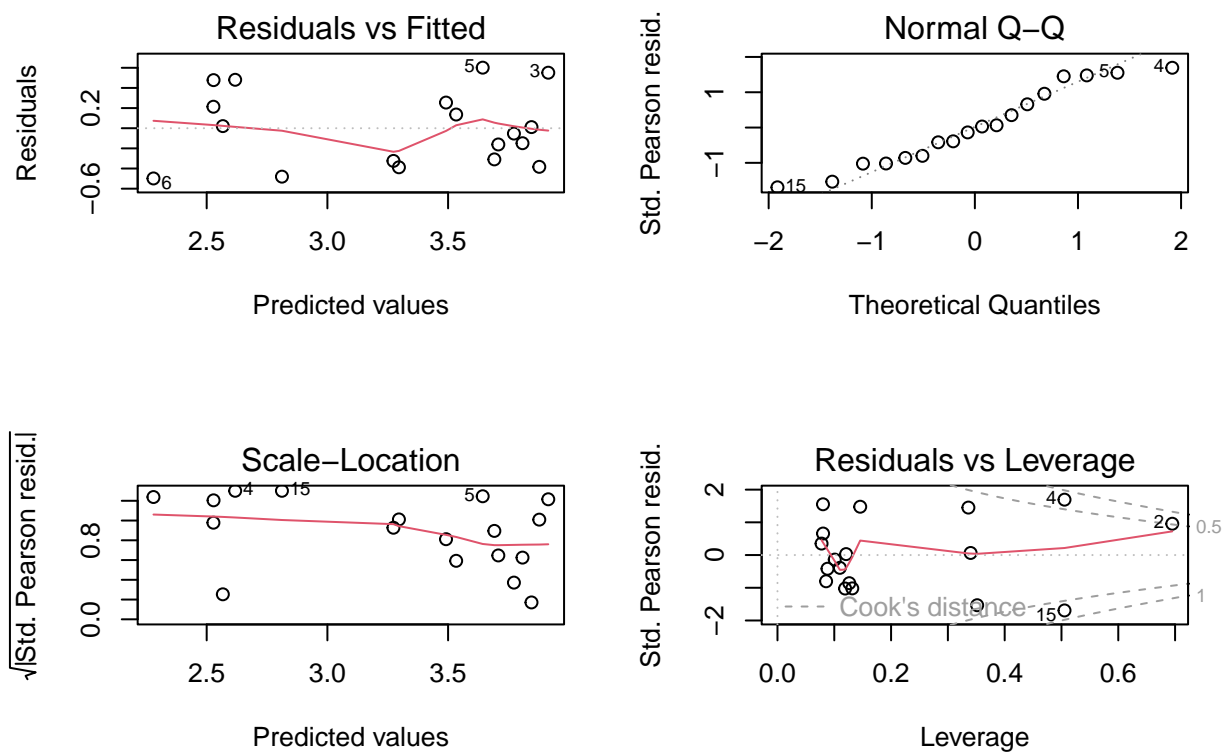 Residuals vs Fitted
Residuals
0.2
−0.6
5
3
6
2.5 3.0 3.5
Predicted values
Normal Q−Q
Std. Pearson resid.
1
−1
5
4
15
−2 −1 0 1 2
Theoretical Quantiles
Scale−Location
√|Std. Pearson resid.|
0.8
0.0
4
15
5
2.5 3.0 3.5
Predicted values
Residuals vs Leverage
Std. Pearson resid.
2
0
−2
4
2
0.5
1
Cook's distance
15
0.0 0.2 0.4 0.6
Leverage